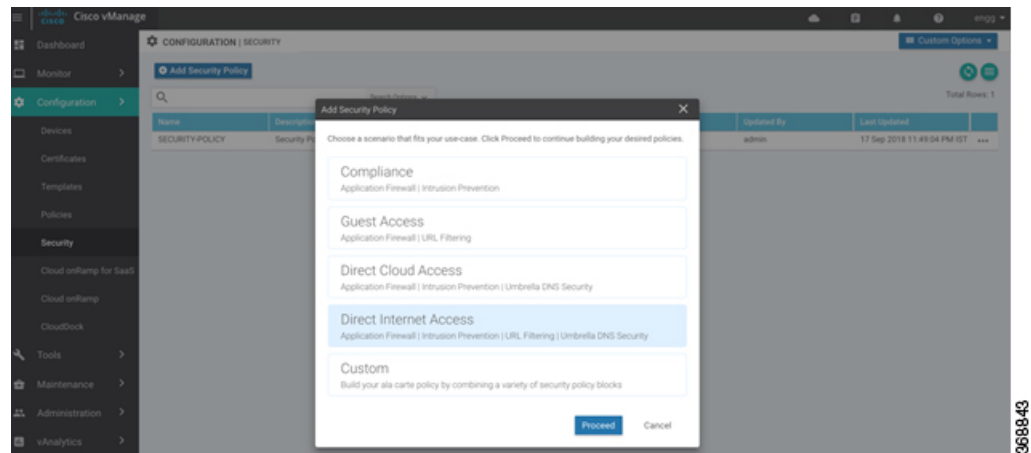 CISCO
Cisco vManage
engg
Dashboard
CONFIGURATION | SECURITY
Custom Options
Monitor
Add Security Policy
Configuration
Search Options
Total Rows: 1
Add Security Policy
Name
Description
Updated By
Last Updated
Devices
SECURITY-POLICY
Security Po
admin
17 Sep 2018 11:49:04 PM IST
Choose a scenario that fits your use-case. Click Proceed to continue building your desired policies.
Certificates
Compliance
Application Firewall | Intrusion Prevention
Templates
Policies
Guest Access
Application Firewall | URL Filtering
Security
Direct Cloud Access
Application Firewall | Intrusion Prevention | Umbrella DNS Security
Cloud onRamp for SaaS
Cloud onRamp
Direct Internet Access
Application Firewall | Intrusion Prevention | URL Filtering | Umbrella DNS Security
CloudDock
Tools
Custom
Build your ala carte policy by combining a variety of security policy blocks
Maintenance
Administration
Proceed
Cancel
vAnalytics
368843